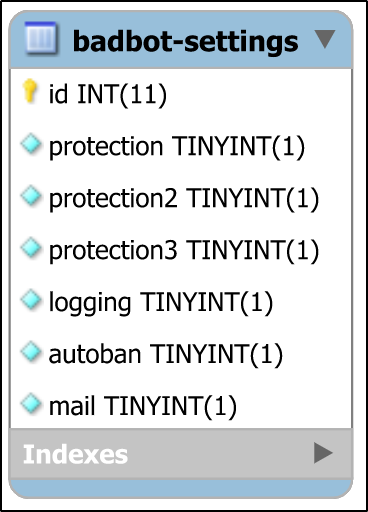 badbot-settings
id INT(11)
protection TINYINT(1)
protection2 TINYINT(1)
protection3 TINYINT(1)
logging TINYINT(1)
autoban TINYINT(1)
mail TINYINT(1)
Indexes